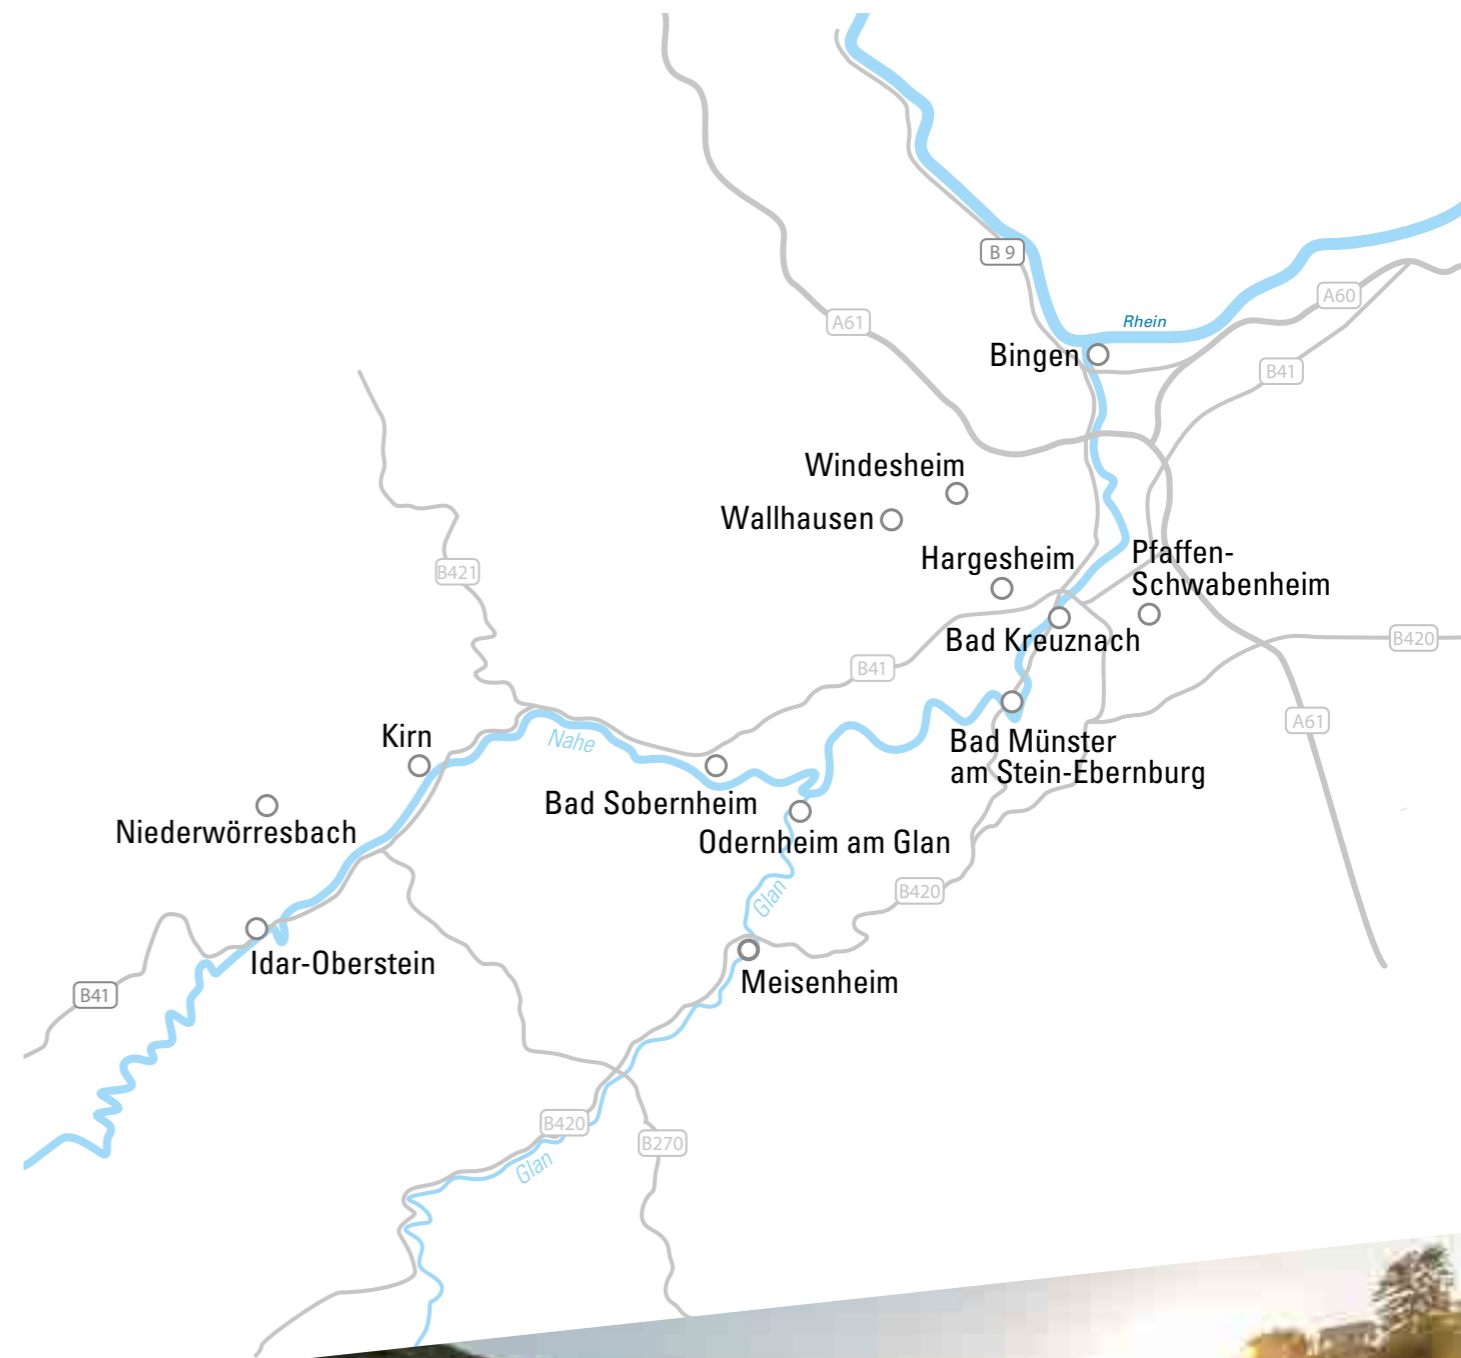 B 9
A60
A61
Rhein
Bingen
B41
Windesheim
Wallhausen
Hargesheim
Pfaffen-
Schwabenheim
B421
Bad Kreuznach
B420
B41
A61
Kirn
Nahe
Bad Münster
am Stein-Ebernburg
Bad Sobernheim
Niederwörresbach
Odernheim am Glan
Glan
B420
Idar-Oberstein
Meisenheim
B41
B420
B270
Glan